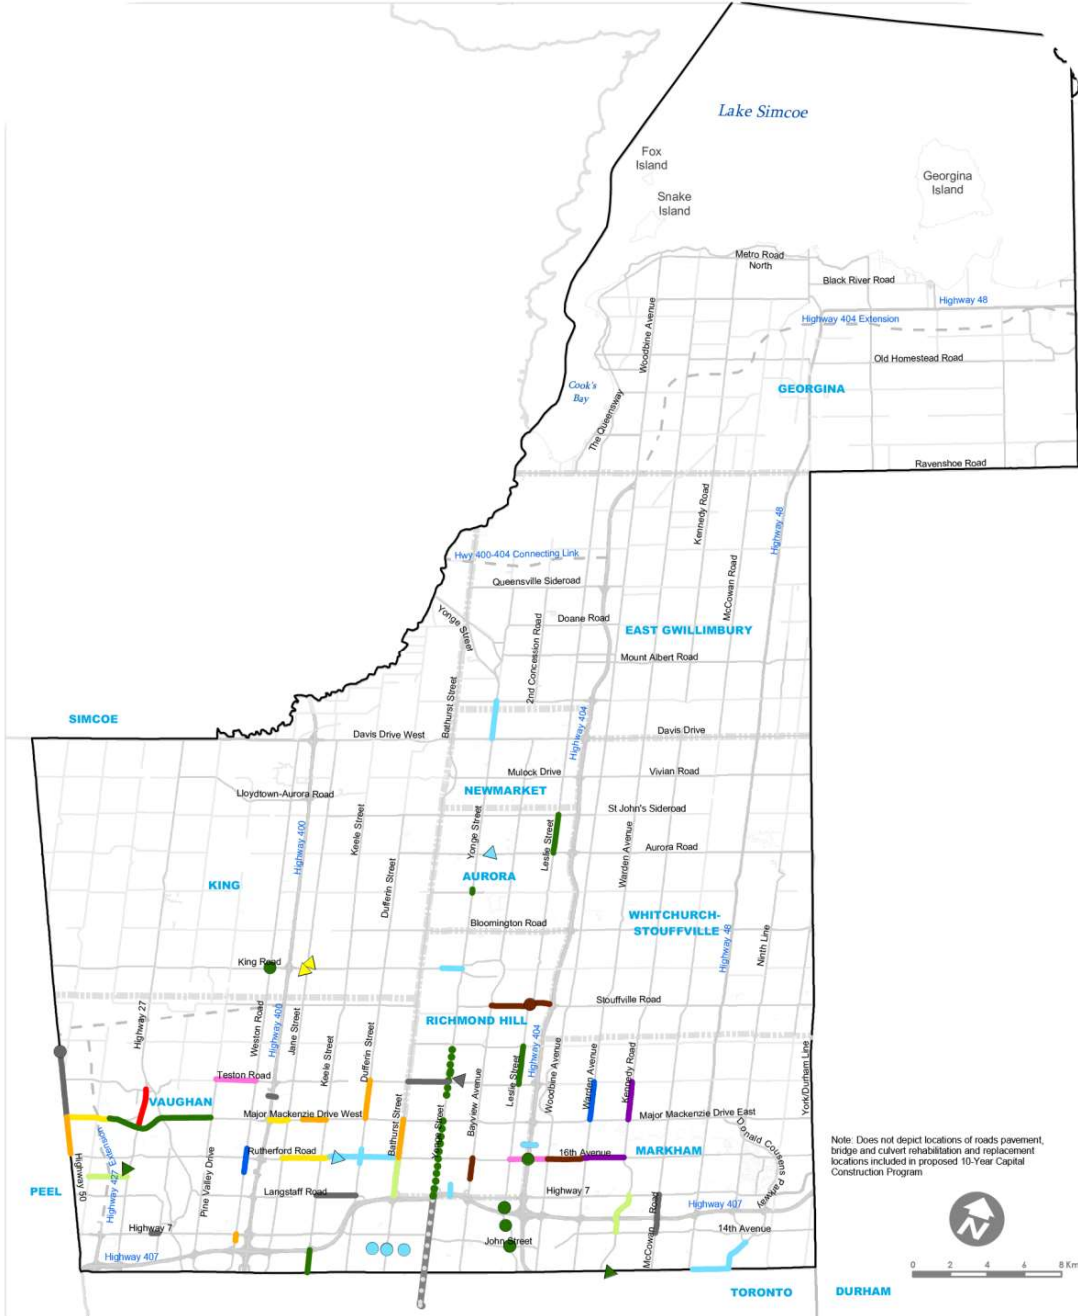 Lake Simcoe
Fox
Island
Georgina
Island
Snake
Island
Metro Road
North
Black River Road
Highway 48
Highway 404 Extension
Woodbine Avenue
Old Homestead Road
Cook's
Bay
GEORGINA
The Queensway
Ravenshoe Road
Kennedy Road
Highway 48
Hwy 400-404 Connecting Link
Queensville Sideroad
McCowan Road
Yonge Street
Doane Road
2nd Concession Road
EAST GWILLIMBURY
Mount Albert Road
Bathurst Street
Highway 404
SIMCOE
Davis Drive West
Davis Drive
Mulock Drive
Vivian Road
Lloydtown-Aurora Road
NEWMARKET
St John's Sideroad
Keele Street
Yonge Street
Leslie Street
Highway 400
Warden Avenue
Aurora Road
KING
Dufferin Street
AURORA
Bloomington Road
WHITCHURCH-
STOUFFVILLE
Highway 48
Ninth Line
King Road
Stouffville Road
Highway 27
Weston Road
Highway 400
Jane Street
RICHMOND HILL
Keele Street
Dufferin Street
Highway 404
Leslie Street
Woodbine Avenue
Warden Avenue
Kennedy Road
York/Durham Line
Teston Road
Bayview Avenue
VAUGHAN
Major Mackenzie Drive West
Bathurst Street
Yonge Street
Major Mackenzie Drive East
Donald Cousens Parkway
Highway 427 Extension
Rutherford Road
16th Avenue
MARKHAM
Note: Does not depict locations of roads pavement,
bridge and culvert rehabilitation and replacement
locations included in proposed 10-Year Capital
Construction Program
PEEL
Highway 50
Pine Valley Drive
Langstaff Road
Highway 7
McCowan Road
Highway 407
Highway 7
14th Avenue
John Street
Highway 407
N
0 2 4 6 8 Km
TORONTO
DURHAM